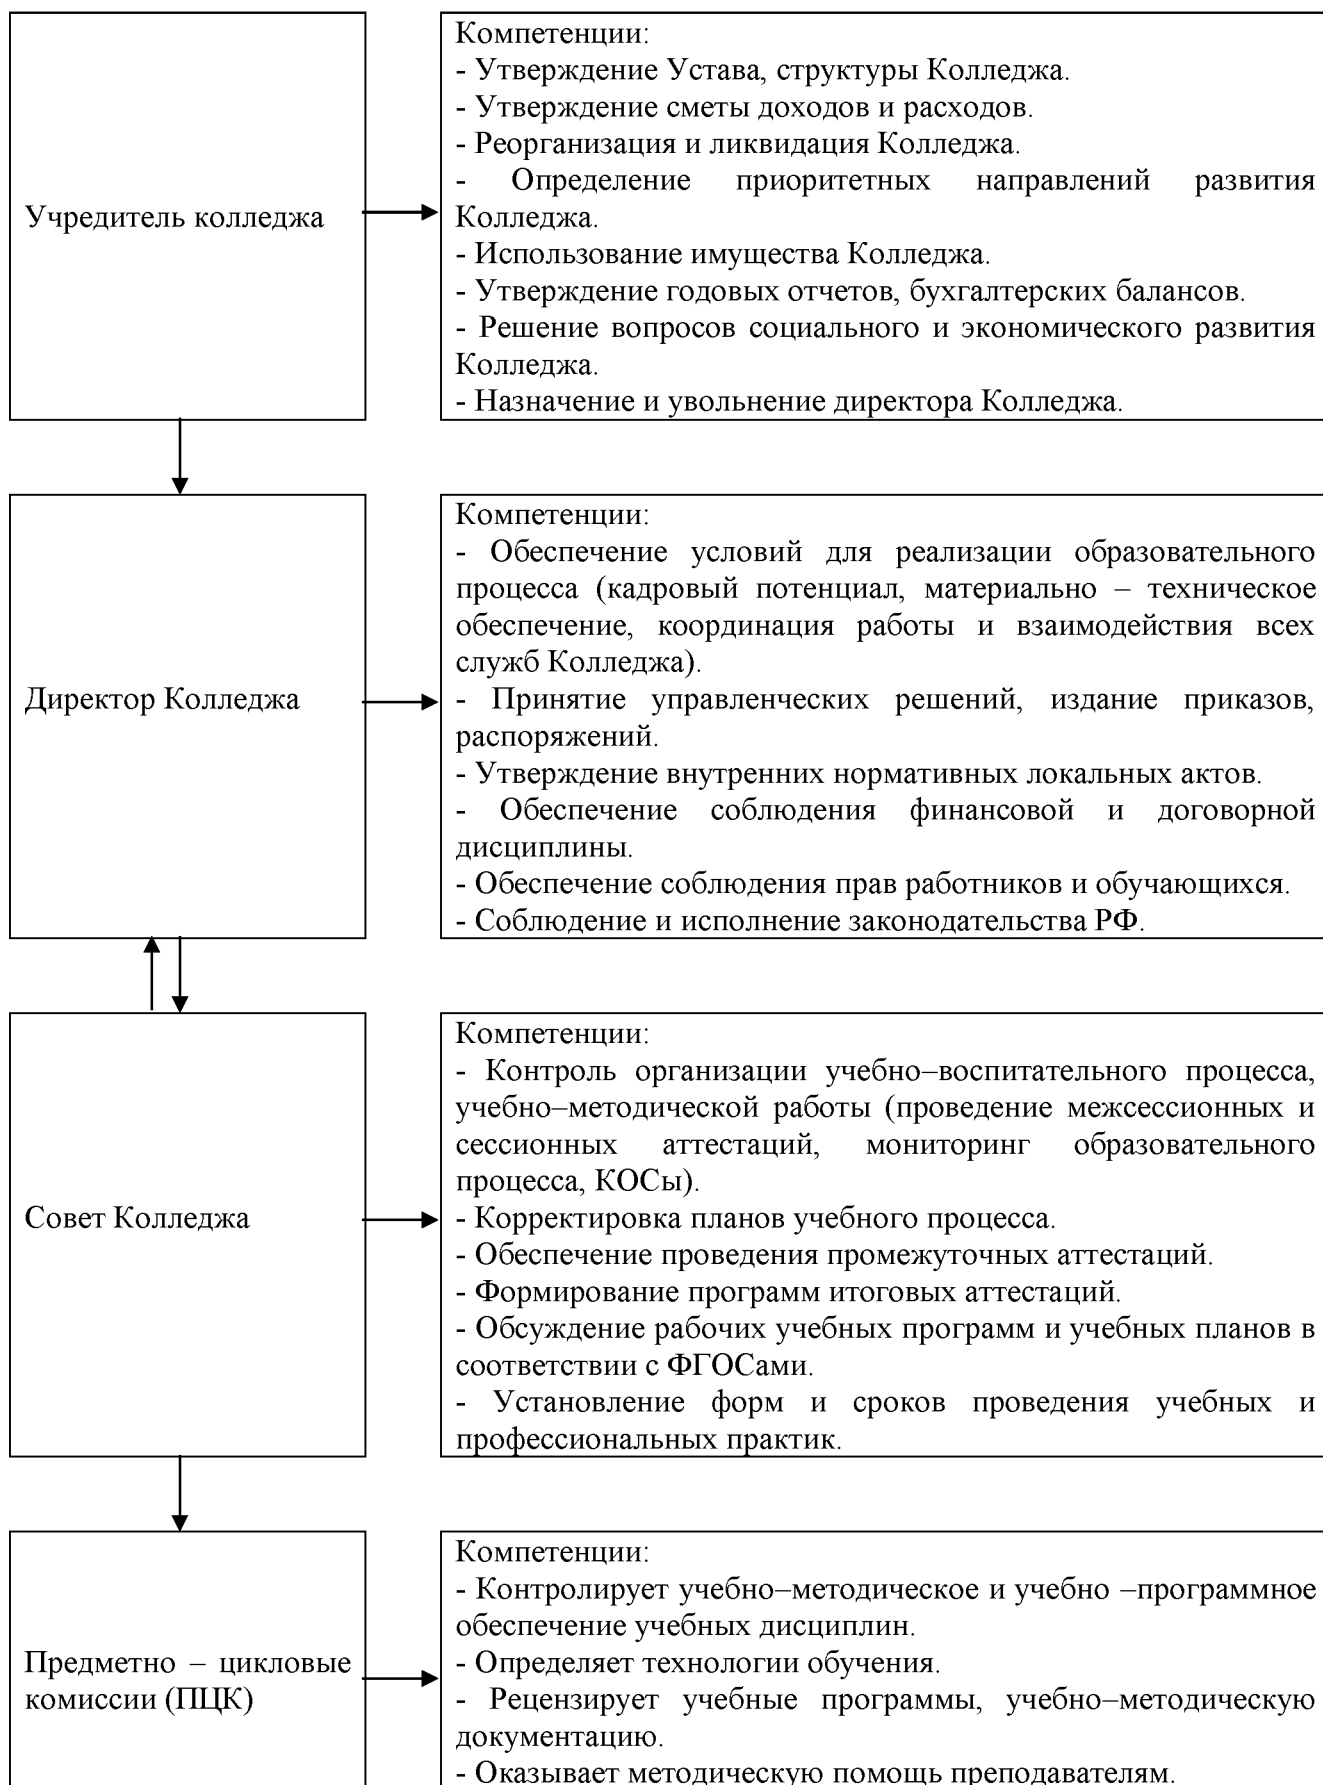 Учредитель колледжа
Компетенции:
- Утверждение Устава, структуры Колледжа.
- Утверждение сметы доходов и расходов.
- Реорганизация и ликвидация Колледжа.
- Определение приоритетных направлений развития
Колледжа.
- Использование имущества Колледжа.
- Утверждение годовых отчетов, бухгалтерских балансов.
- Решение вопросов социального и экономического развития
Колледжа.
- Назначение и увольнение директора Колледжа.
Директор Колледжа
Компетенции:
- Обеспечение условий для реализации образовательного
процесса (кадровый потенциал, материально – техническое
обеспечение, координация работы и взаимодействия всех
служб Колледжа).
- Принятие управленческих решений, издание приказов,
распоряжений.
- Утверждение внутренних нормативных локальных актов.
- Обеспечение соблюдения финансовой и договорной
дисциплины.
- Обеспечение соблюдения прав работников и обучающихся.
- Соблюдение и исполнение законодательства РФ.
Совет Колледжа
Компетенции:
- Контроль организации учебно–воспитательного процесса,
учебно–методической работы (проведение межсессионных и
сессионных аттестаций, мониторинг образовательного
процесса, КОСы).
- Корректировка планов учебного процесса.
- Обеспечение проведения промежуточных аттестаций.
- Формирование программ итоговых аттестаций.
- Обсуждение рабочих учебных программ и учебных планов в
соответствии с ФГОСами.
- Установление форм и сроков проведения учебных и
профессиональных практик.
Предметно – цикловые
комиссии (ПЦК)
Компетенции:
- Контролирует учебно–методическое и учебно –программное
обеспечение учебных дисциплин.
- Определяет технологии обучения.
- Рецензирует учебные программы, учебно–методическую
документацию.
- Оказывает методическую помощь преподавателям.